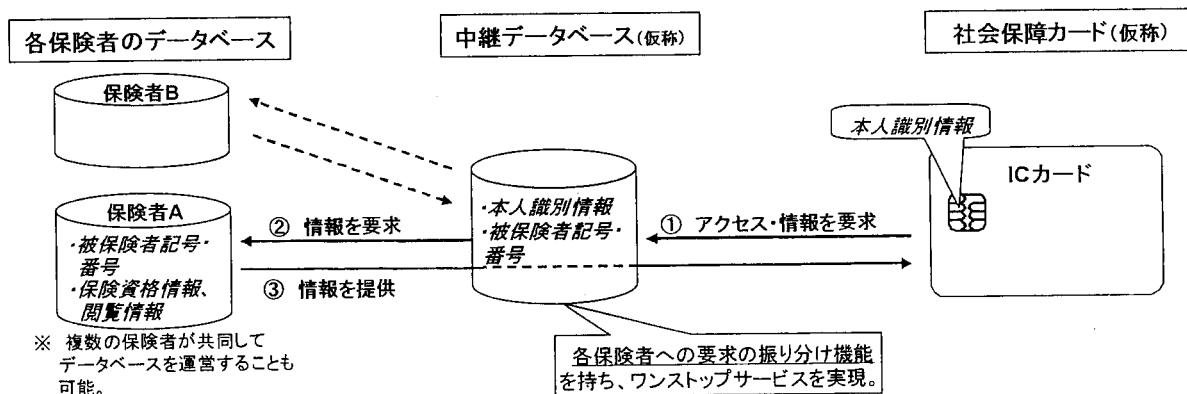 各保険者のデータベース
中継データベース(仮称)
社会保障カード(仮称)
保険者B
保険者A
・被保険者記号・
番号
・保険資格情報、
閲覧情報
※ 複数の保険者が共同して
データベースを運営することも
可能。
② 情報を要求
③ 情報を提供
・本人識別情報
・被保険者記号・
番号
① アクセス・情報を要求
本人識別情報
ICカード
各保険者への要求の振り分け機能
を持ち、ワンストップサービスを実現。